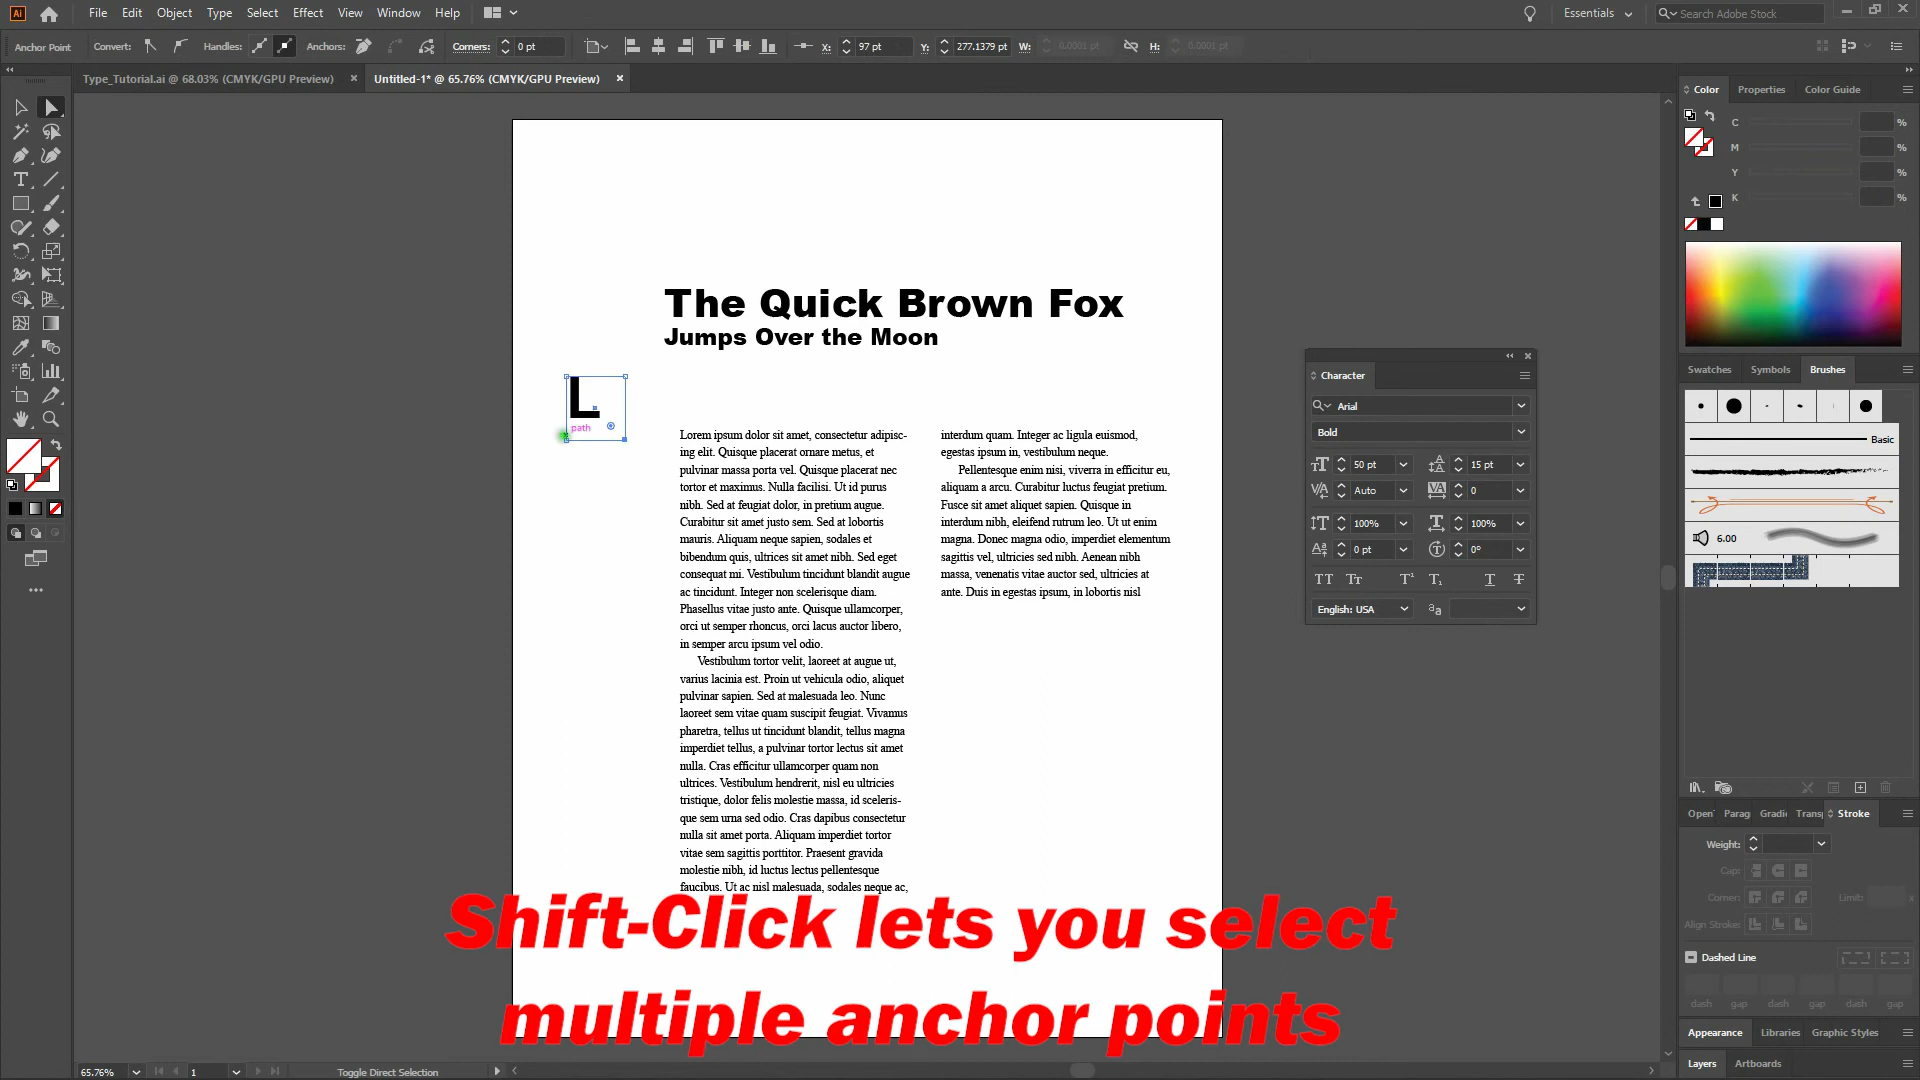 File Edit Object Type Select Effect View Window Help
Essentials
Search Adobe Stock
Anchor Point Convert: Handles: 0 pt Anchors: Corners: 0 pt X: 97 pt Y: 277.1379 pt W: 0.0001 pt H: 0.0001 pt
Type_Tutorial.ai @ 68.03% (CMYK/GPU Preview) × Untitled-1* @ 65.76% (CMYK/GPU Preview) ×
The Quick Brown Fox
Jumps Over the Moon
L
path
Lorem ipsum dolor sit amet, consectetur adipisc-
ing elit. Quisque placerat ornare metus, et
pulvinar massa porta vel. Quisque placerat nec
tortor et maximus. Nulla facilisi. Ut id purus
nibh. Sed at feugiat dolor, in pretium augue.
Curabitur sit amet justo sem. Sed at lobortis
mauris. Aliquam neque sapien, sodales et
bibendum quis, ultrices sit amet nibh. Sed eget
consequat mi. Vestibulum tincidunt blandit augue
ac tincidunt. Integer non scelerisque diam.
Phasellus vitae justo ante. Quisque ullamcorper,
orci ut semper rhoncus, orci lacus auctor libero,
in semper arcu ipsum vel odio.
Vestibulum tortor velit, laoreet at augue ut,
varius lacinia est. Proin ut vehicula odio, aliquet
pulvinar sapien. Sed at malesuada leo. Nunc
laoreet sem vitae quam suscipit feugiat. Vivamus
pharetra, tellus ut tincidunt blandit, tellus magna
imperdiet tellus, a pulvinar tortor lectus sit amet
nulla. Cras efficitur ullamcorper quam non
ultrices. Vestibulum hendrerit, nisl eu ultricies
tristique, dolor felis molestie massa, id sceleris-
que sem urna sed odio. Cras dapibus consectetur
nulla sit amet porta. Aliquam imperdiet tortor
vitae sem sagittis porttitor. Praesent gravida
molestie nibh, id luctus lectus pellentesque
faucibus. Ut ac nisl malesuada, sodales neque ac,
interdum quam. Integer ac ligula euismod,
egestas ipsum in, vestibulum neque.
Pellentesque enim nisi, viverra in efficitur eu,
aliquam a arcu. Curabitur luctus feugiat pretium.
Fusce sit amet aliquet sapien. Quisque in
interdum nibh, eleifend rutrum leo. Ut ut enim
magna. Donec magna odio, imperdiet elementum
sagittis vel, ultricies sed nibh. Aenean nibh
massa, venenatis vitae auctor sed, ultricies at
ante. Duis in egestas ipsum, in lobortis nisl
Shift-Click lets you select
multiple anchor points
Character
Arial
Bold
50 pt 15 pt
Auto 0
100% 100%
0 pt 0°
English: USA
Color Properties Color Guide
C %
M %
Y %
K %
Swatches Symbols Brushes
Basic
6.00
Open Parag Gradi Trans Stroke
Weight:
Cap:
Corner: Limit: x
Align Stroke:
Dashed Line
dash gap dash gap dash gap
Appearance Libraries Graphic Styles
Layers Artboards
65.76% 1 Toggle Direct Selection